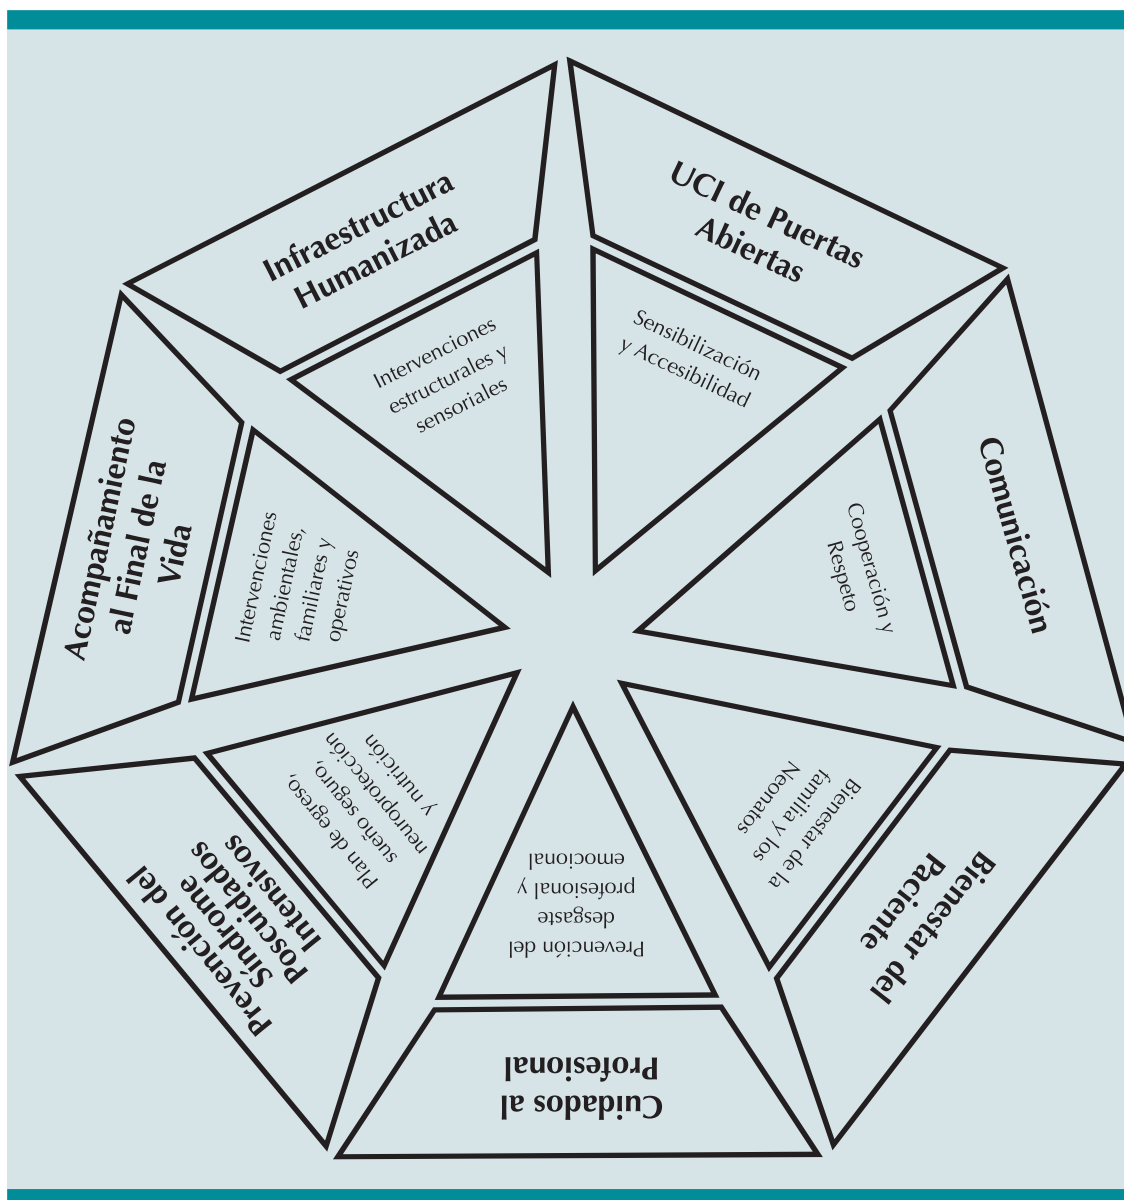 UCI de Puertas
Abiertas
Sensibilización
y Accesibilidad
Comunicación
Cooperación y
Respeto
Bienestar del
Paciente
Bienestar de la
familia y los
Neonatos
Cuidados al
Profesional
Prevención del
desgaste
profesional y
emocional
Prevención del
Síndrome
Poscuidados
Intensivos
Plan de egreso,
sueño seguro,
neuroprotección
y nutrición
Acompañamiento
al Final de la
Vida
Intervenciones
ambientales,
familiares y
operativos
Infraestructura
Humanizada
Intervenciones
estructurales y
sensoriales